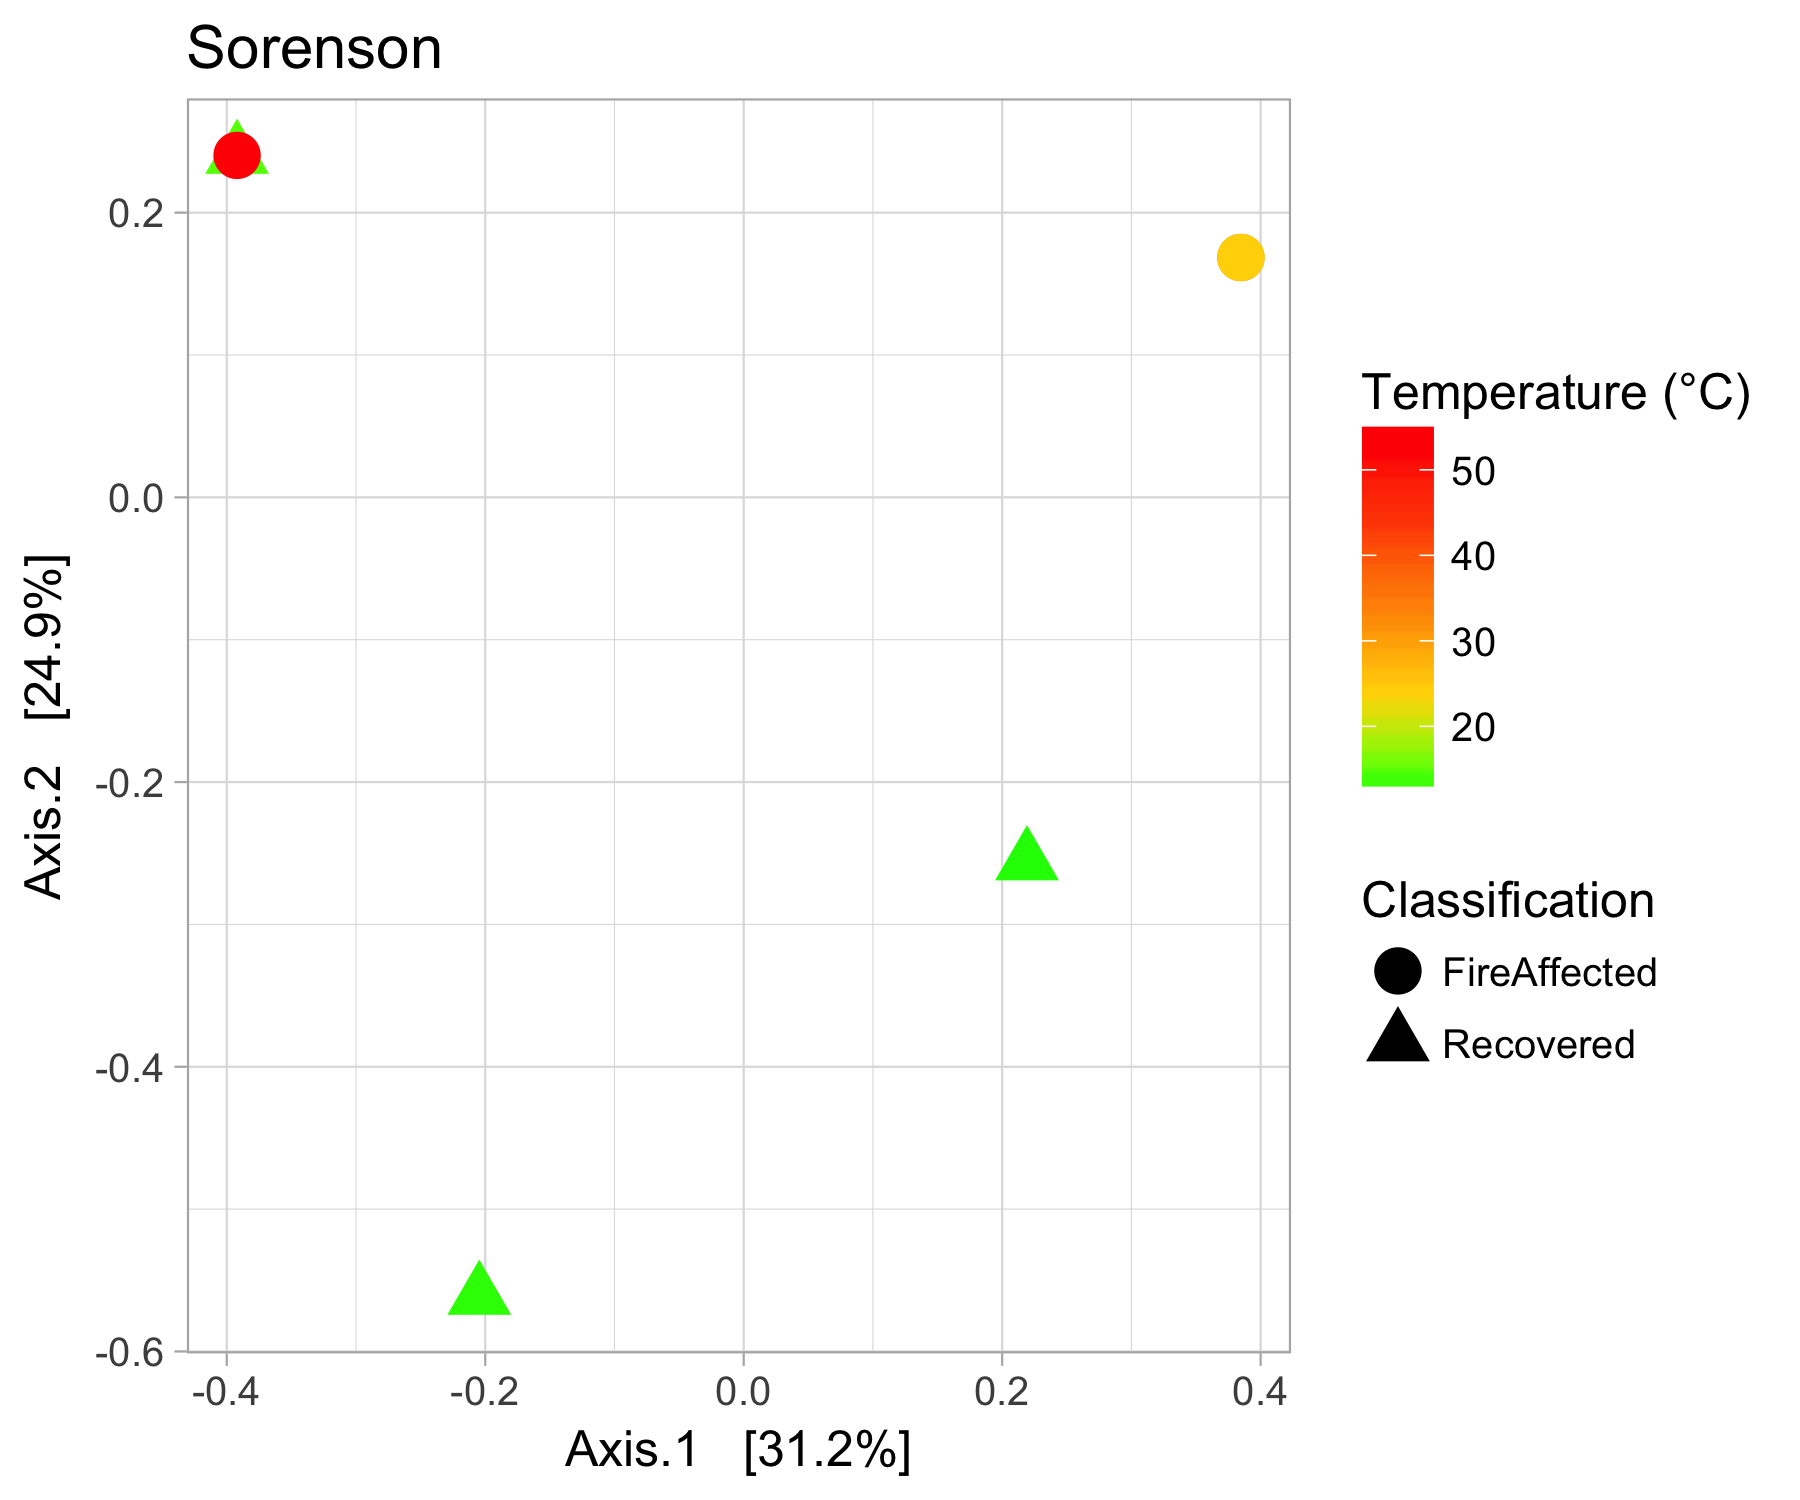 Sorenson
0.2
0.0
-0.2
-0.4
-0.6
Axis.2   [24.9%]
-0.4
-0.2
0.0
0.2
0.4
Axis.1   [31.2%]
Temperature (°C)
50
40
30
20
Classification
FireAffected
Recovered